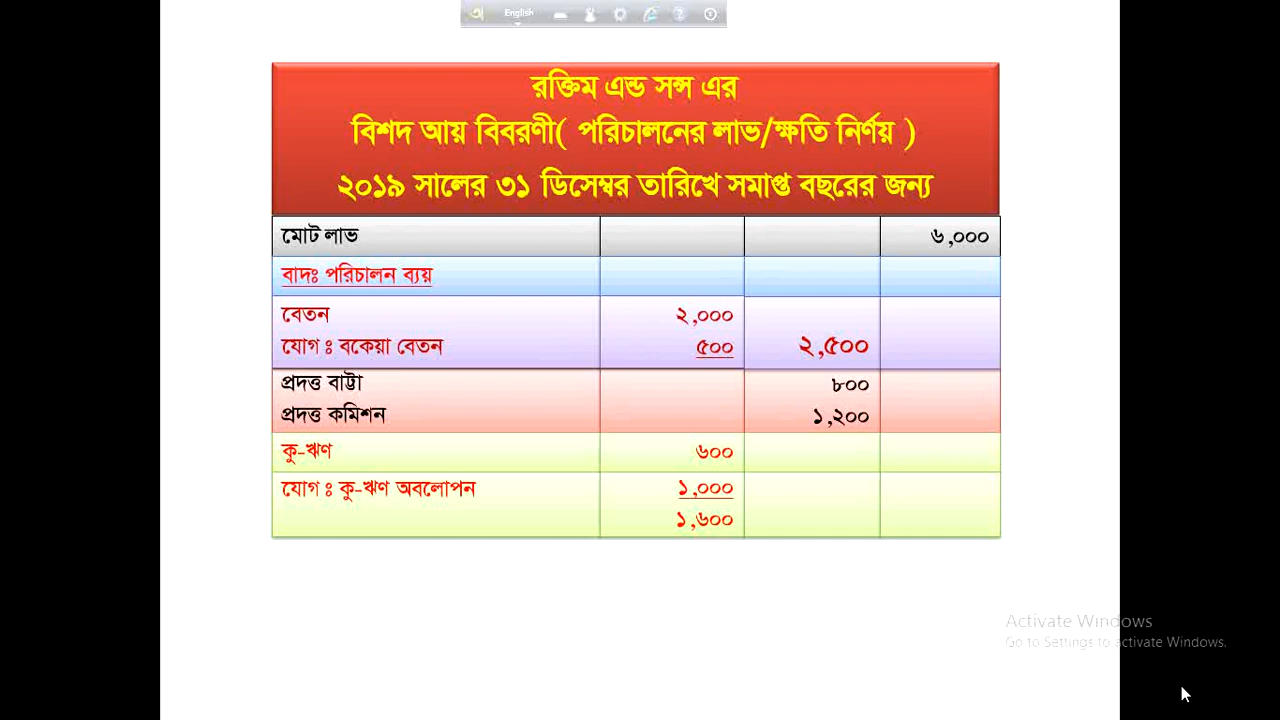 English
রক্তিম এন্ড সন্স এর
বিশদ আয় বিবরণী( পরিচালনের লাভ/ক্ষতি নির্ণয় )
২০১৯ সালের ৩১ ডিসেম্বর তারিখে সমাপ্ত বছরের জন্য
মোট লাভ ৬,০০০
বাদঃ পরিচালন ব্যয়
বেতন ২,০০০
যোগ : বকেয়া বেতন ৫০০ ২,৫০০
প্রদত্ত বাট্টা ৮০০
প্রদত্ত কমিশন ১,২০০
কু-ঋণ ৬০০
যোগ : কু-ঋণ অবলোপন ১,০০০
১,৬০০
Activate Windows
Go to Settings to activate Windows.